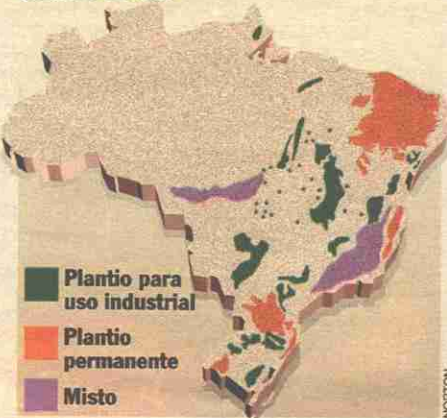 Plantio para
uso industrial
Plantio
permanente
Misto